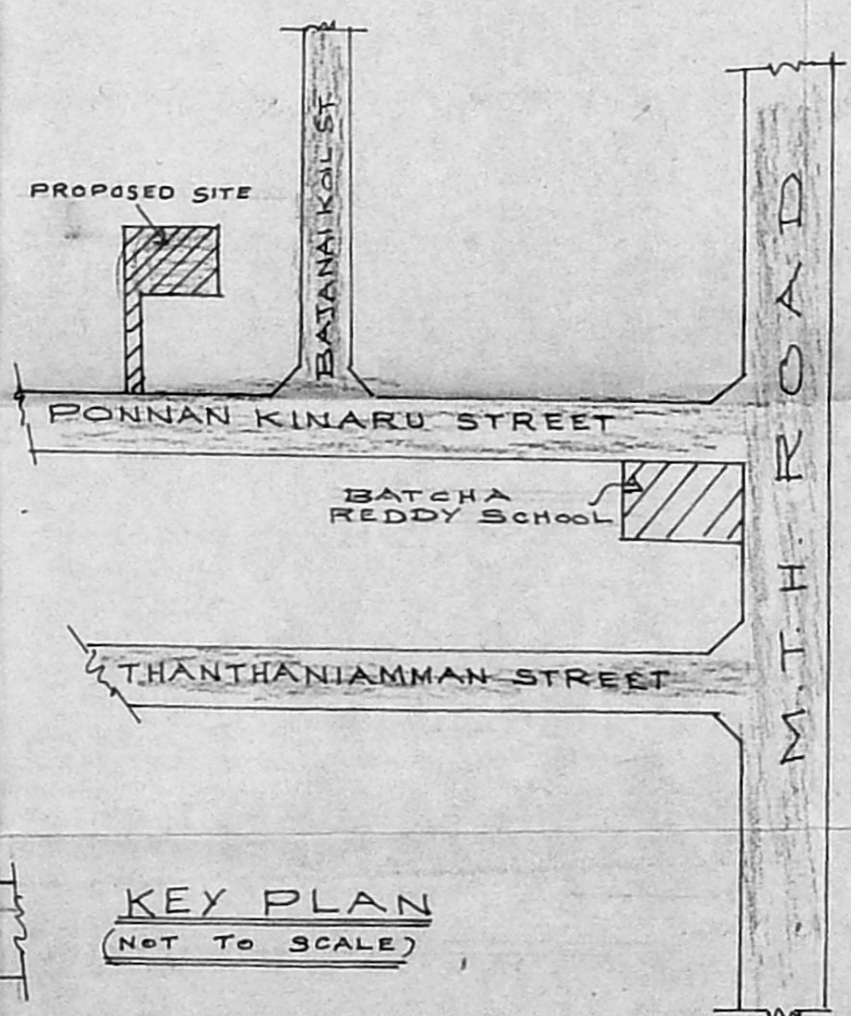 PROPOSED SITE
BAJANAI KOIL ST
M.T.H. ROAD
PONNAN KINARU STREET
BATCHA
REDDY SCHOOL
THANTHANIAMMAN STREET
KEY PLAN
(NOT TO SCALE)